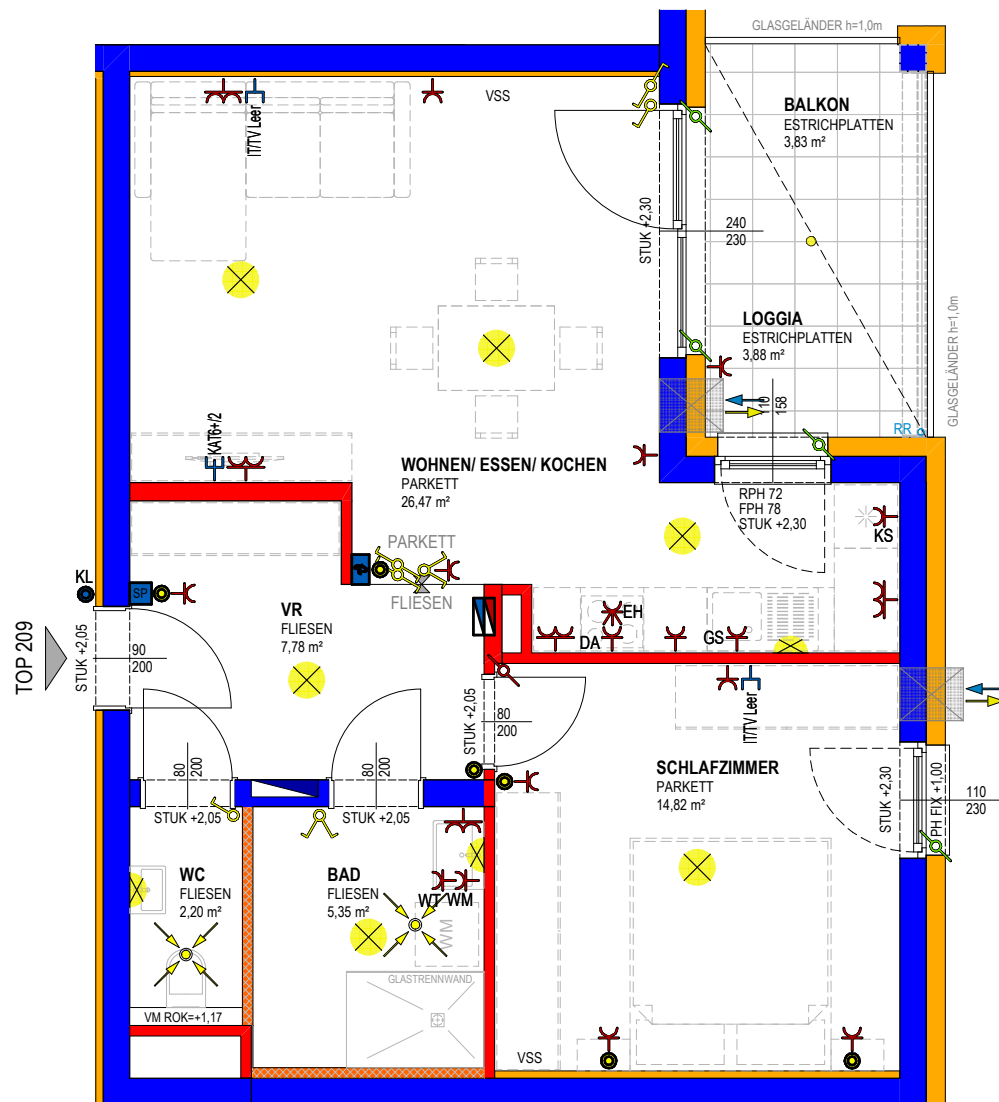 GLASGELÄNDER h=1,0m
VSS
IT/TV Leer
BALKON
ESTRICHPLATTEN
3,83 m²
STUK +2,30
240
230
LOGGIA
ESTRICHPLATTEN
3,88 m²
GLASGELÄNDER h=1,0m
110
158
RR
KAT6+/2
WOHNEN/ ESSEN/ KOCHEN
PARKETT
26,47 m²
RPH 72
FPH 78
STUK +2,30
KS
PARKETT
FLIESEN
KL
SP
VR
FLIESEN
7,78 m²
EH
DA
GS
TOP 209
STUK +2,05
90
200
STUK +2,05
80
200
IT/TV Leer
SCHLAFZIMMER
PARKETT
14,82 m²
STUK +2,30
PH FIX +1,00
110
230
80
200
80
200
STUK +2,05
STUK +2,05
WC
FLIESEN
2,20 m²
BAD
FLIESEN
5,35 m²
WT
WM
WM
GLASTRENNWAND
VM ROK=+1,17
VSS